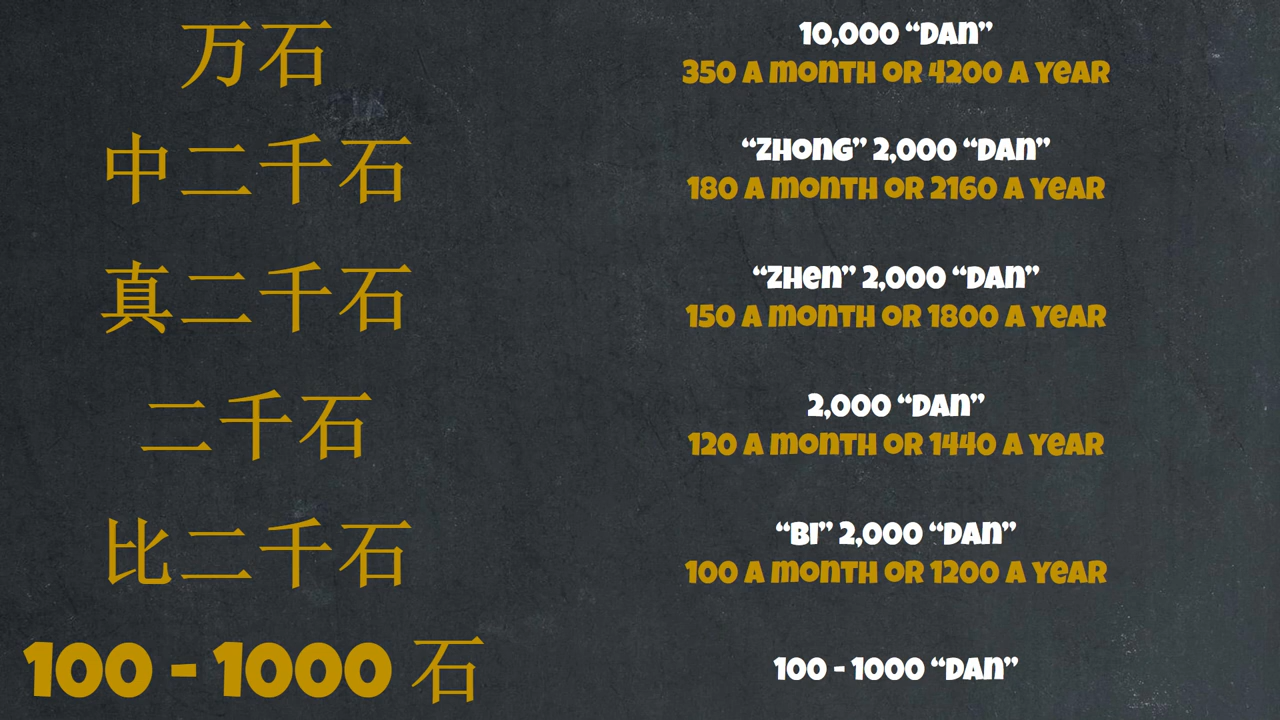 万石
10,000 “Dan”
350 a month or 4200 a year
中二千石
“Zhong” 2,000 “Dan”
180 a month or 2160 a year
真二千石
“Zhen” 2,000 “Dan”
150 a month or 1800 a year
二千石
2,000 “Dan”
120 a month or 1440 a year
比二千石
“Bi” 2,000 “Dan”
100 a month or 1200 a year
100 - 1000 石
100 - 1000 “Dan”